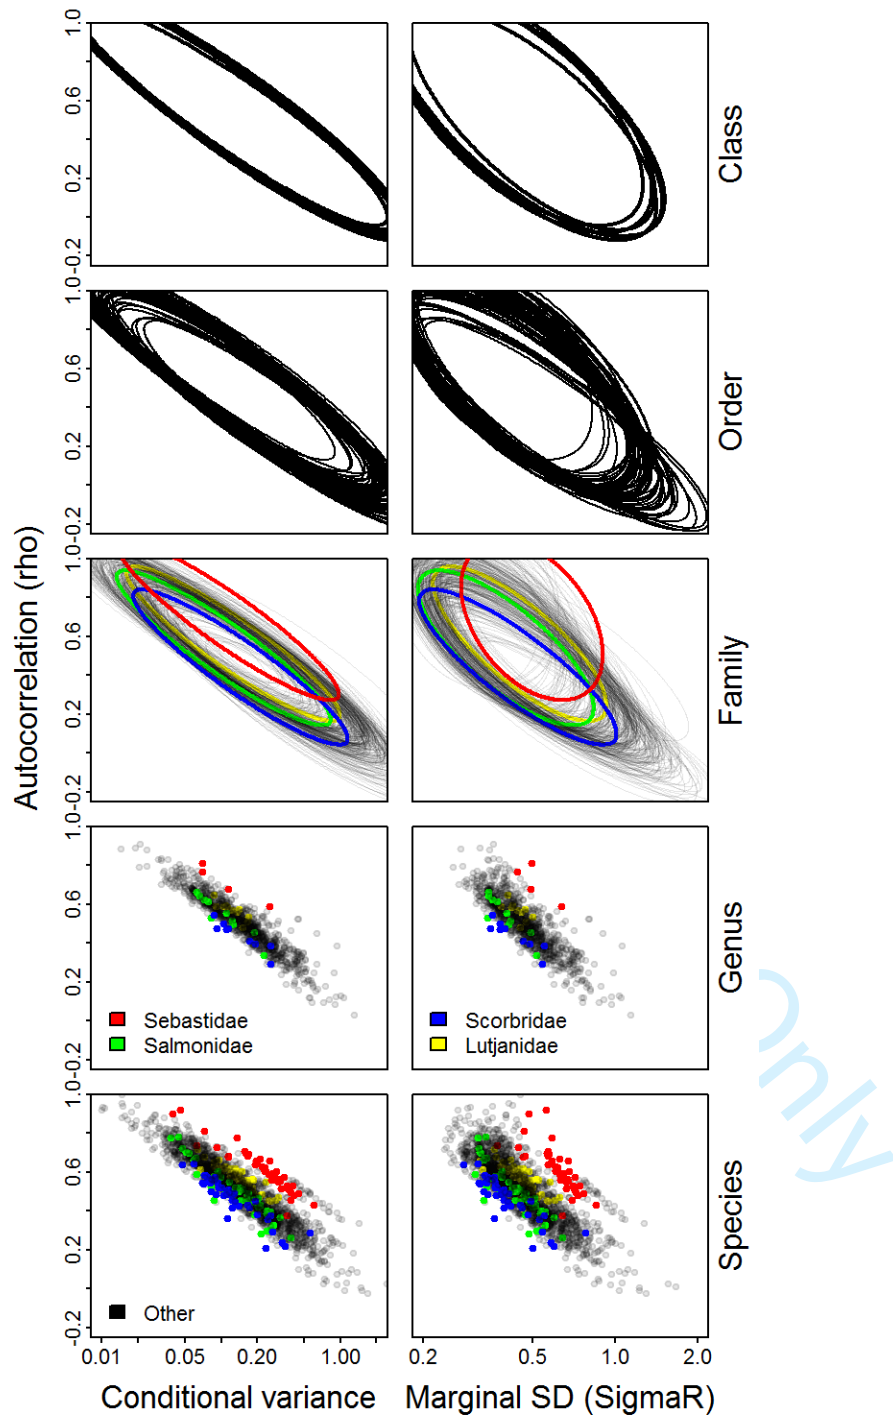 1.0
0.6
0.2
-0.2
Class
1.0
0.6
0.2
-0.2
Order
Autocorrelation (rho)
1.0
0.6
0.2
-0.2
Family
1.0
0.6
0.2
-0.2
Genus
Sebastidae
Salmonidae
Scorbridae
Lutjanidae
1.0
0.6
0.2
-0.2
Species
Other
0.01 0.05 0.20 1.00
0.2 0.5 1.0 2.0
Conditional variance
Marginal SD (SigmaR)
Only